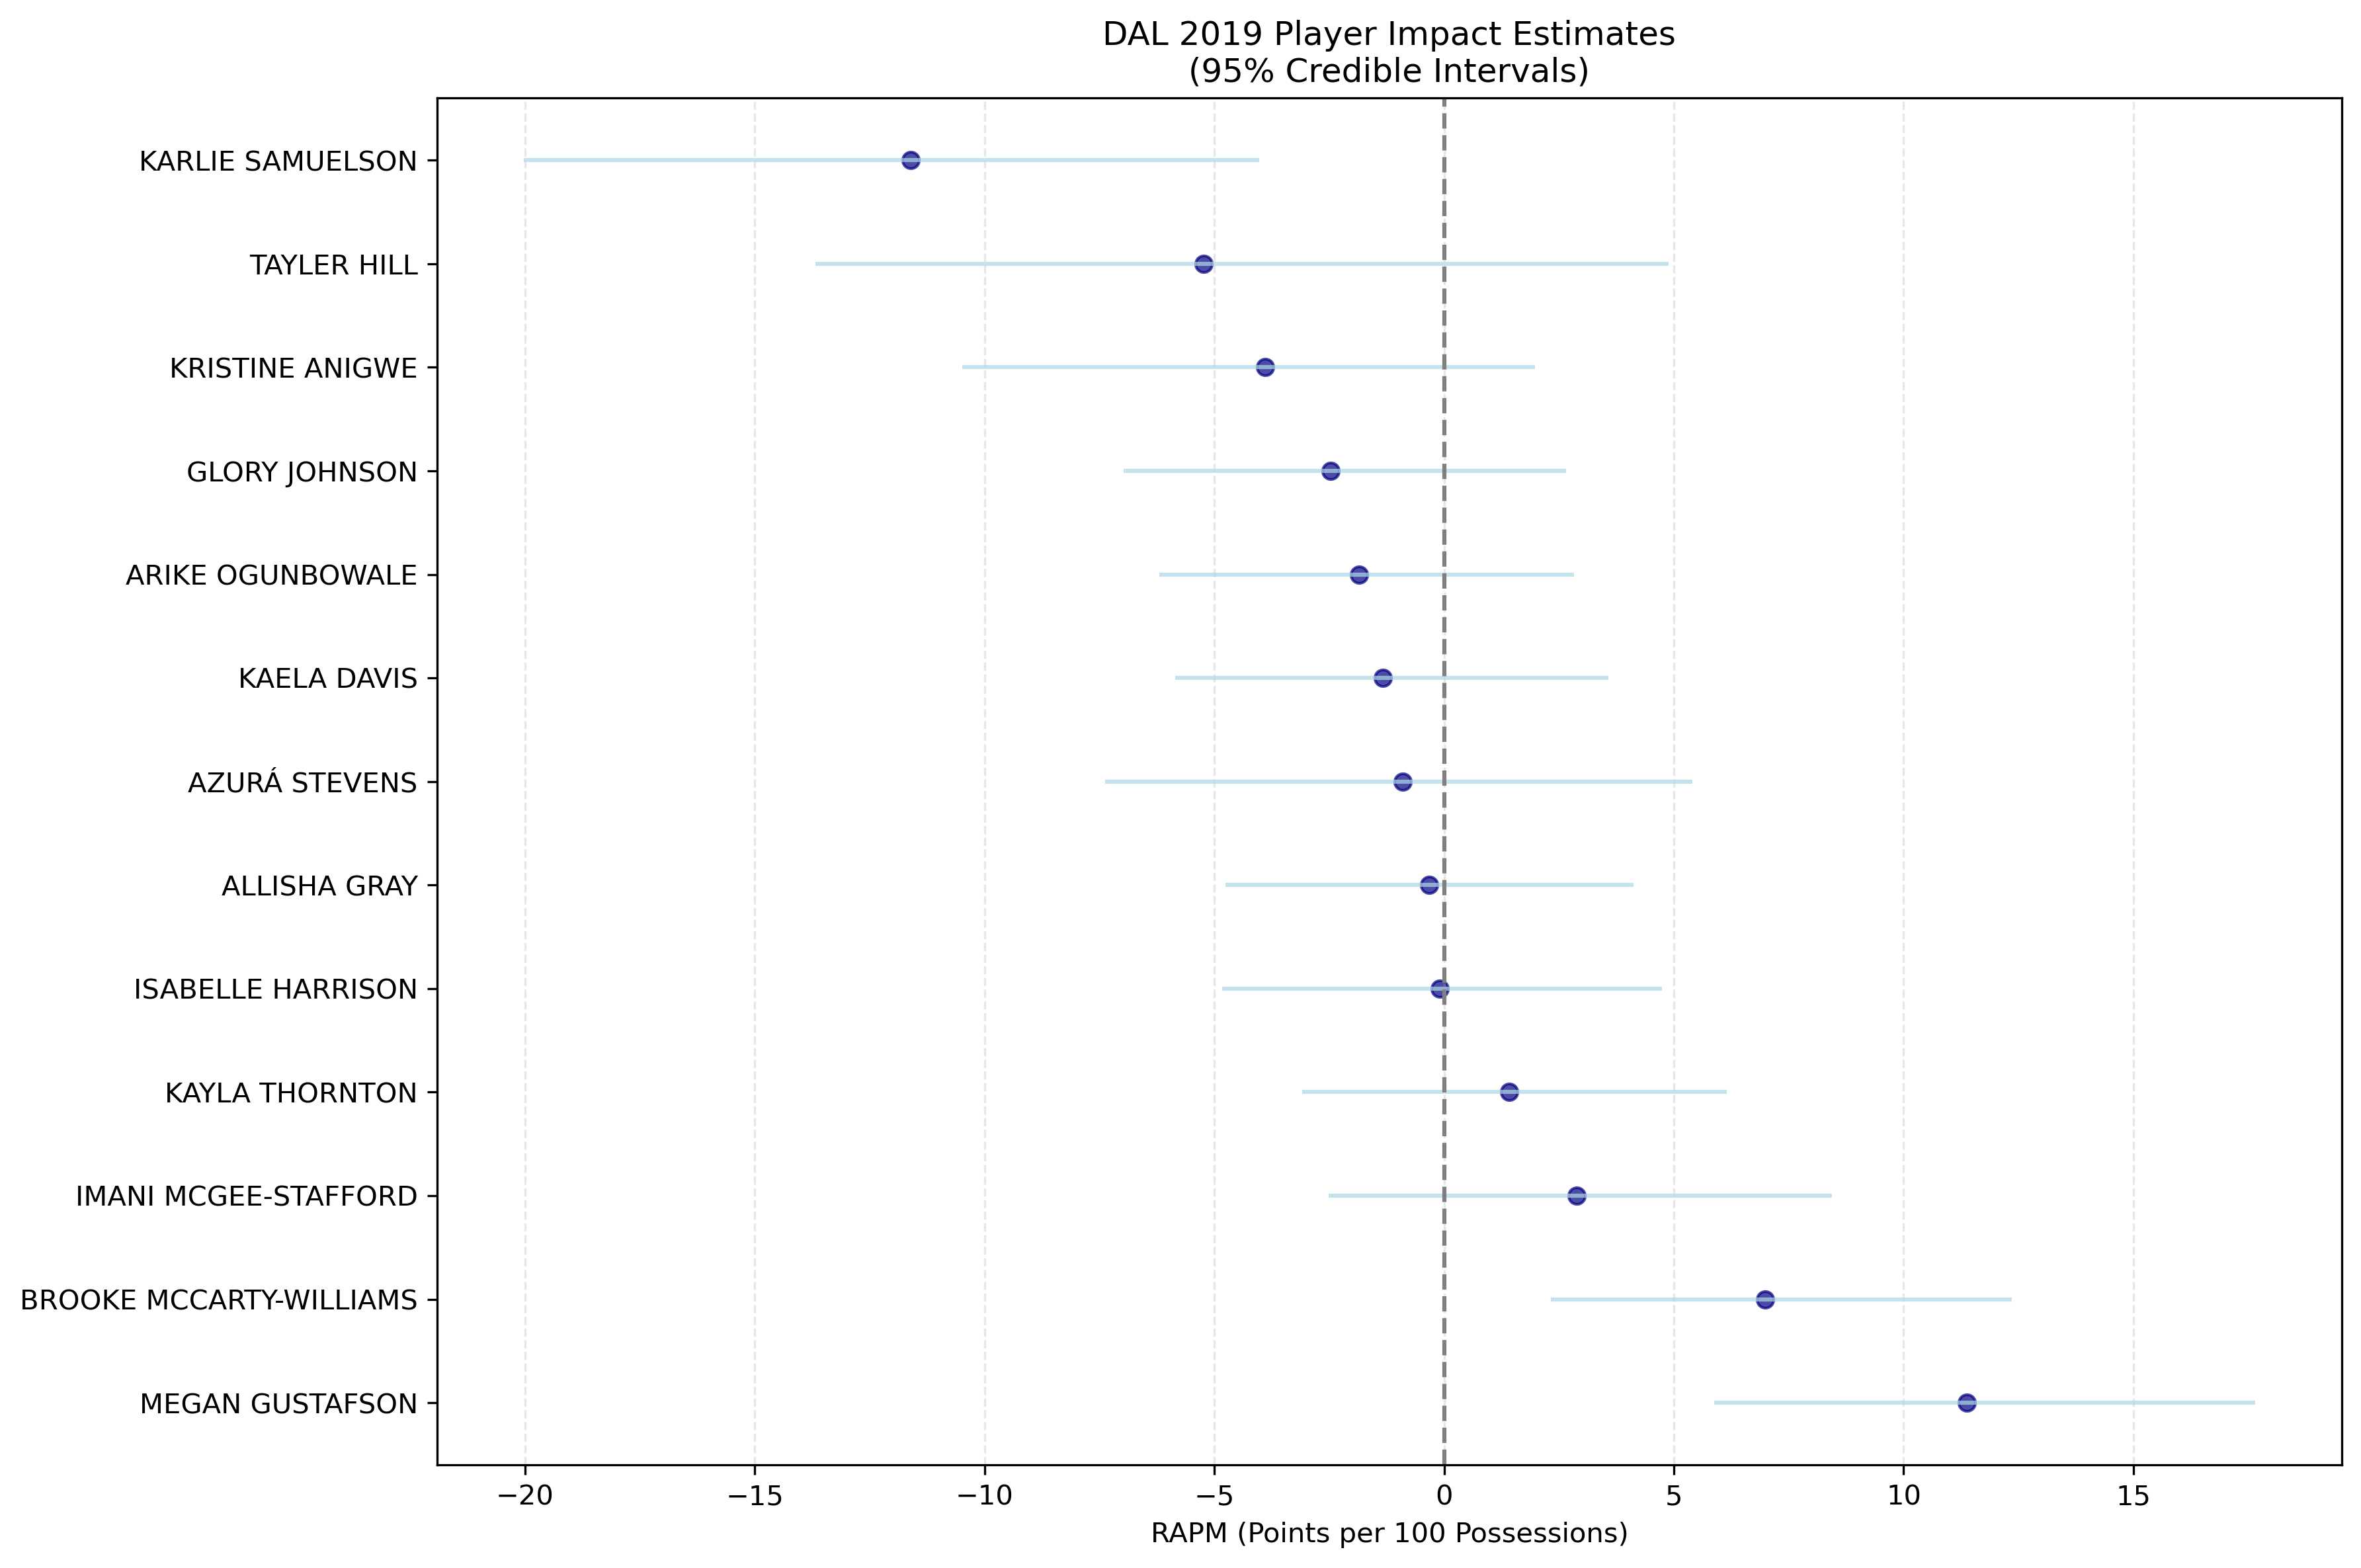 DAL 2019 Player Impact Estimates
(95% Credible Intervals)
KARLIE SAMUELSON
TAYLER HILL
KRISTINE ANIGWE
GLORY JOHNSON
ARIKE OGUNBOWALE
KAELA DAVIS
AZURÁ STEVENS
ALLISHA GRAY
ISABELLE HARRISON
KAYLA THORNTON
IMANI MCGEE-STAFFORD
BROOKE MCCARTY-WILLIAMS
MEGAN GUSTAFSON
−20 −15 −10 −5 0 5 10 15
RAPM (Points per 100 Possessions)